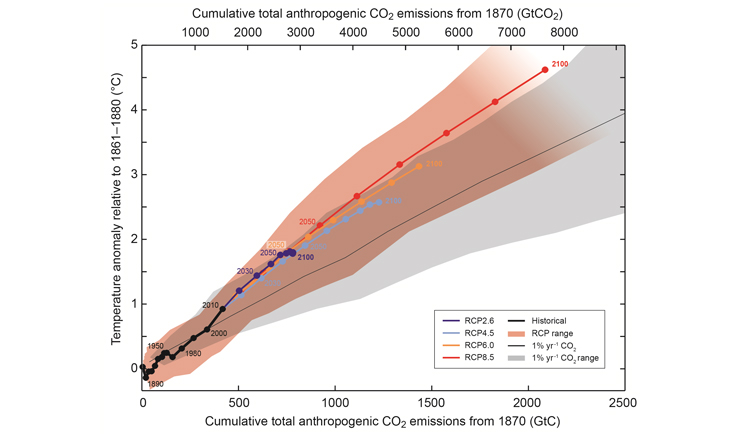 Cumulative total anthropogenic CO2 emissions from 1870 (GtCO2)
1000 2000 3000 4000 5000 6000 7000 8000
Temperature anomaly relative to 1861–1880 (°C)
5
4
3
2
1
0
2100
2100
2050
2050
2100
2030
2010
2000
1950
1980
1890
RCP2.6 Historical
RCP4.5 RCP range
RCP6.0 1% yr⁻¹ CO2
RCP8.5 1% yr⁻¹ CO2 range
0 500 1000 1500 2000 2500
Cumulative total anthropogenic CO2 emissions from 1870 (GtC)